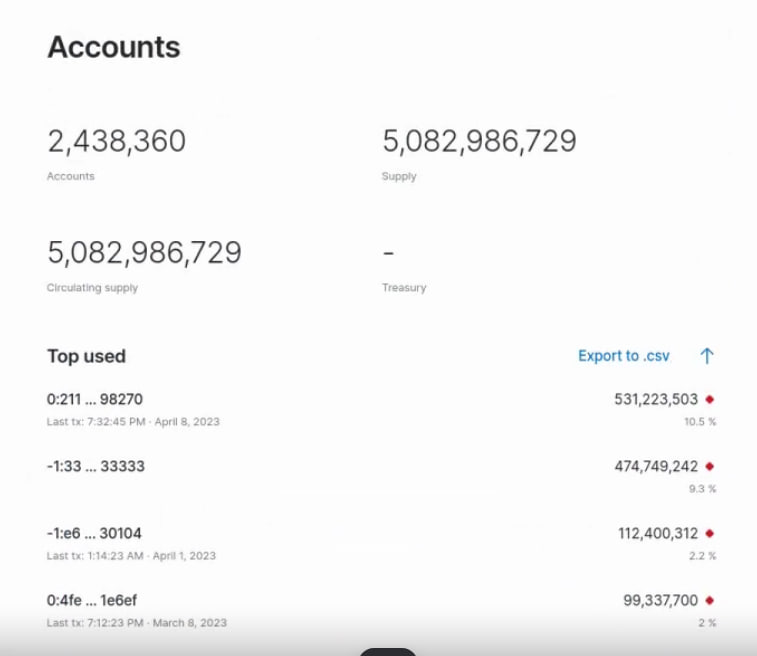 Accounts
2,438,360 5,082,986,729
Accounts Supply
5,082,986,729 -
Circulating supply Treasury
Top used Export to .csv ↑
0:211 ... 98270 531,223,503
Last tx: 7:32:45 PM · April 8, 2023 10.5 %
-1:33 ... 33333 474,749,242
9.3 %
-1:e6 ... 30104 112,400,312
Last tx: 1:14:23 AM · April 1, 2023 2.2 %
0:4fe ... 1e6ef 99,337,700
Last tx: 7:12:23 PM · March 8, 2023 2 %